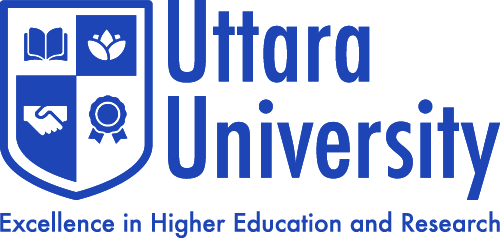 Uttara
University
Excellence in Higher Education and Research